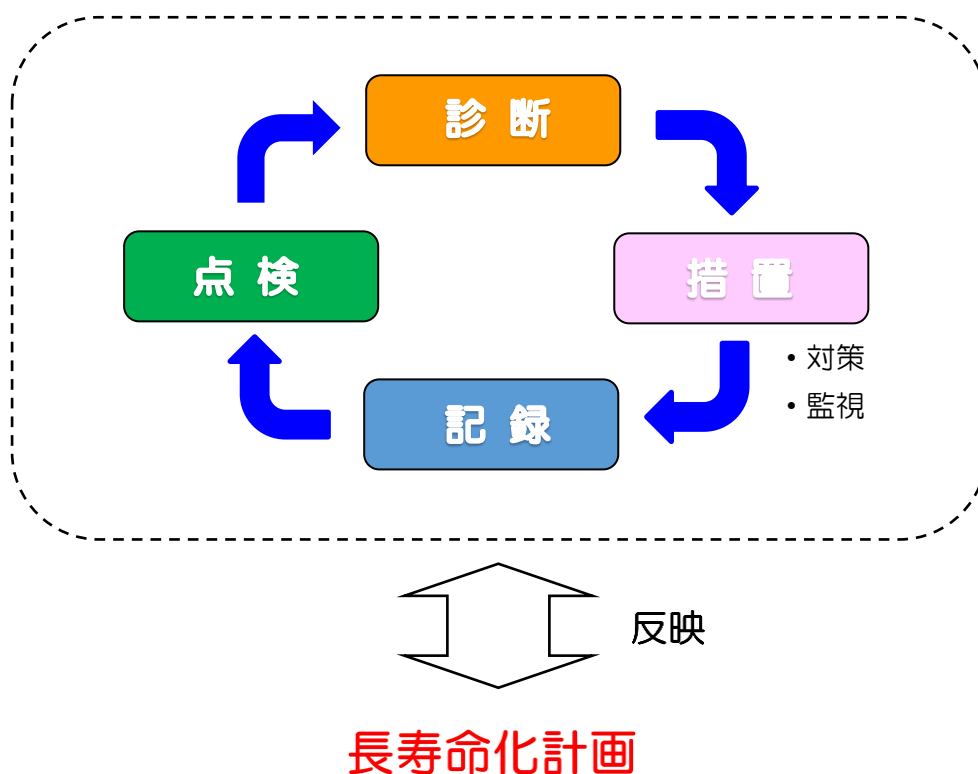 診 断
点 検
措 置
・対策
・監視
記 録
反映
長寿命化計画